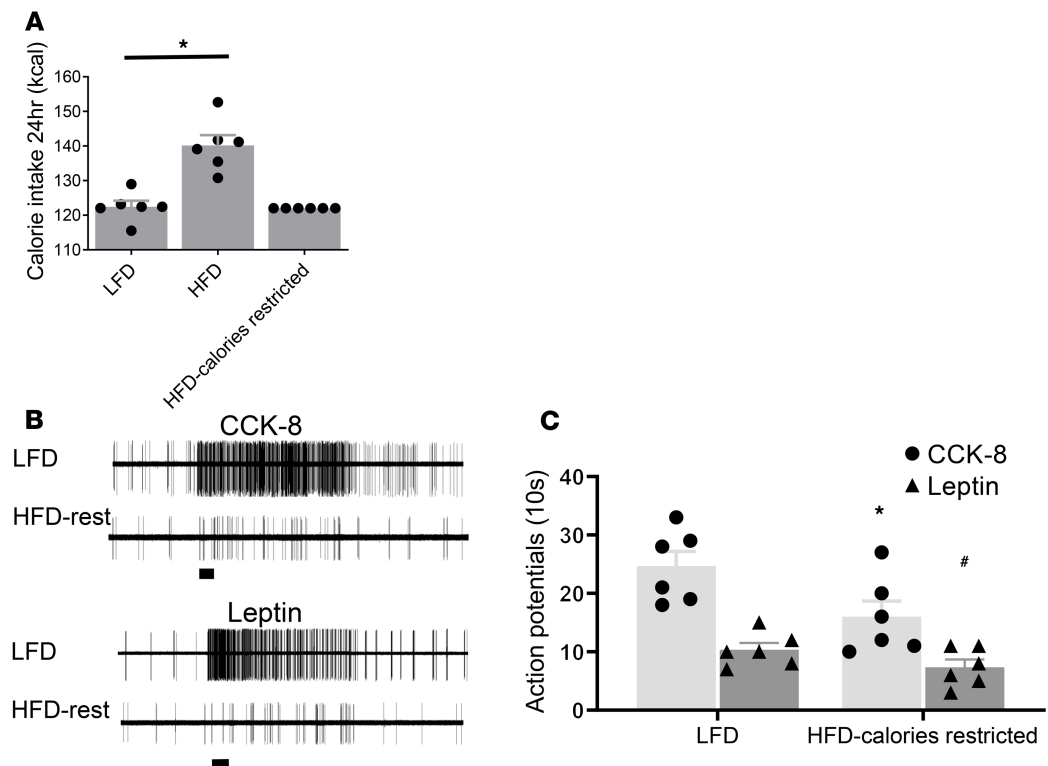 A
*
Calorie intake 24hr (kcal)
160
150
140
130
120
110
LFD
HFD
HFD-calories restricted
B
CCK-8
LFD
HFD-rest
Leptin
LFD
HFD-rest
C
CCK-8
Leptin
Action potentials (10s)
40
30
20
10
0
*
#
LFD
HFD-calories restricted